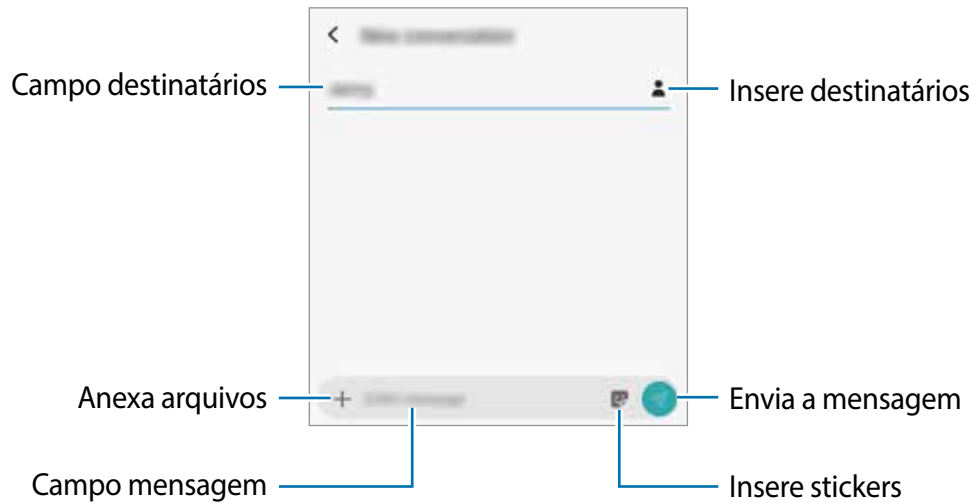 Campo destinatários
Insere destinatários
Anexa arquivos
Envia a mensagem
Campo mensagem
Insere stickers